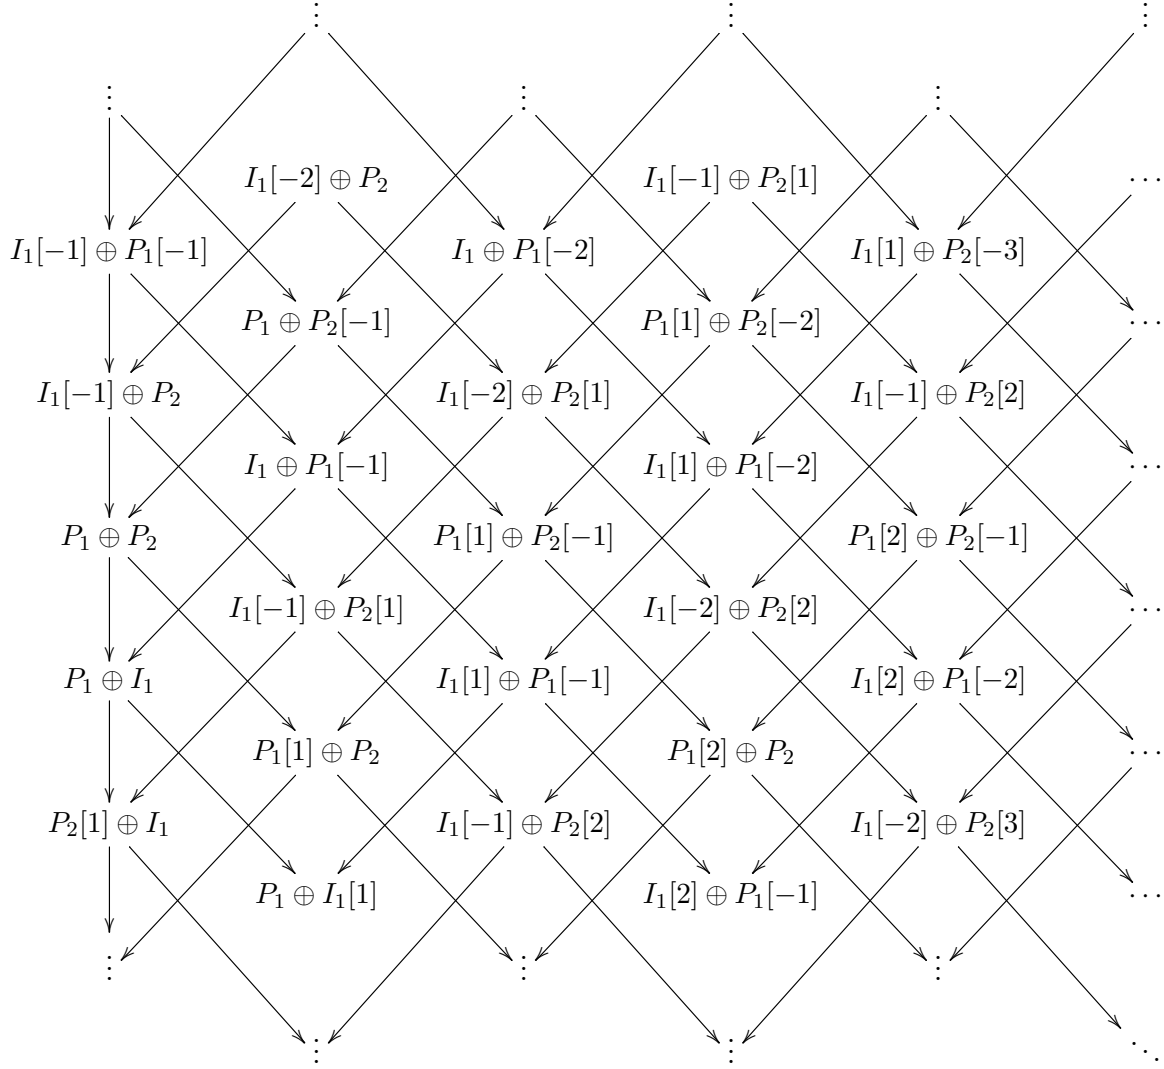 ⋮ ⋮ ⋮
⋮ ⋮ ⋮
I₁[−2] ⊕ P₂ I₁[−1] ⊕ P₂[1] ⋯
I₁[−1] ⊕ P₁[−1] I₁ ⊕ P₁[−2] I₁[1] ⊕ P₂[−3]
P₁ ⊕ P₂[−1] P₁[1] ⊕ P₂[−2] ⋯
I₁[−1] ⊕ P₂ I₁[−2] ⊕ P₂[1] I₁[−1] ⊕ P₂[2]
I₁ ⊕ P₁[−1] I₁[1] ⊕ P₁[−2] ⋯
P₁ ⊕ P₂ P₁[1] ⊕ P₂[−1] P₁[2] ⊕ P₂[−1]
I₁[−1] ⊕ P₂[1] I₁[−2] ⊕ P₂[2] ⋯
P₁ ⊕ I₁ I₁[1] ⊕ P₁[−1] I₁[2] ⊕ P₁[−2]
P₁[1] ⊕ P₂ P₁[2] ⊕ P₂ ⋯
P₂[1] ⊕ I₁ I₁[−1] ⊕ P₂[2] I₁[−2] ⊕ P₂[3]
P₁ ⊕ I₁[1] I₁[2] ⊕ P₁[−1] ⋯
⋮ ⋮ ⋮
⋮ ⋮ ⋱